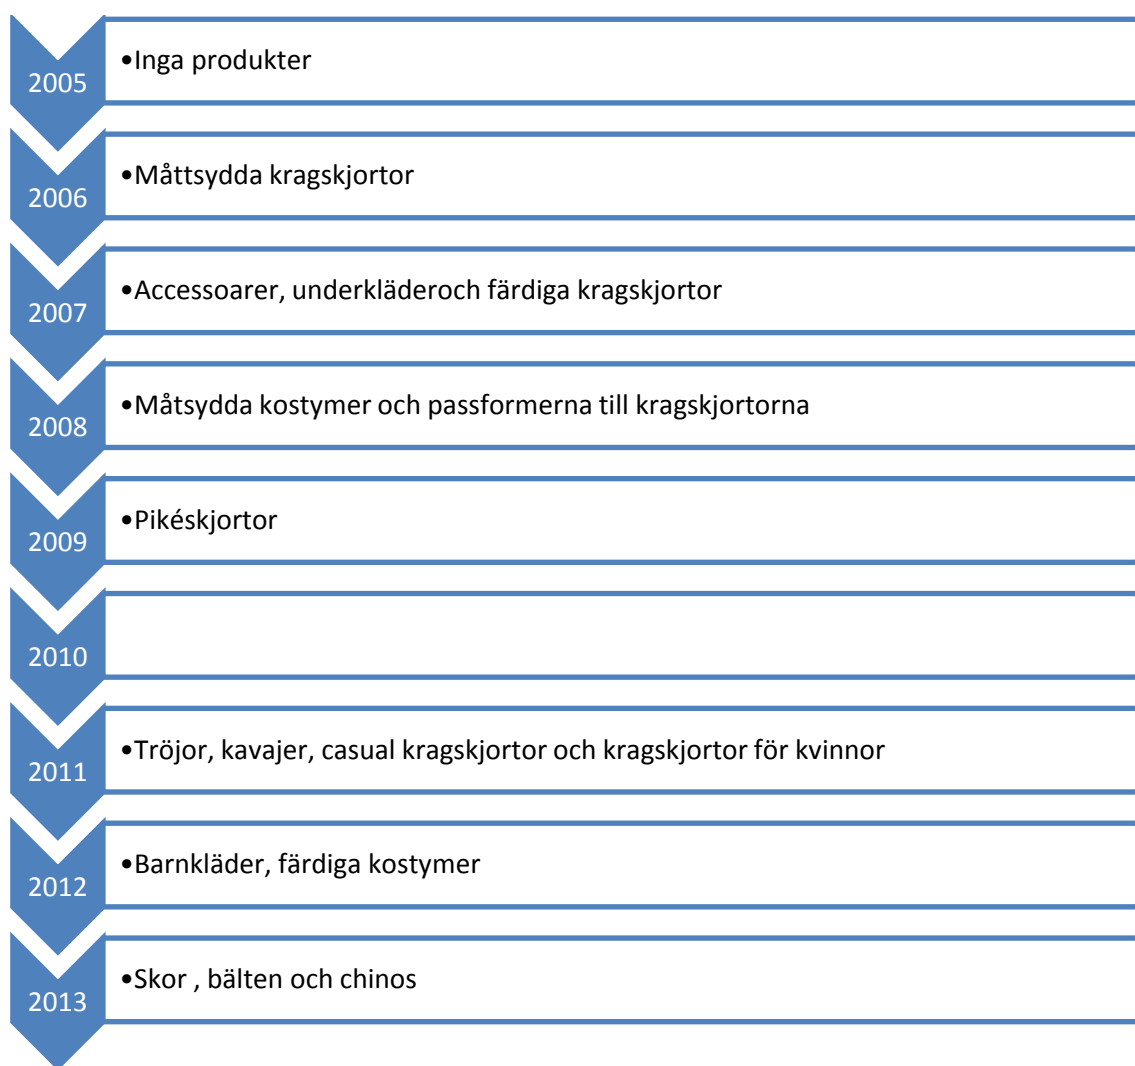 2005
•Inga produkter
2006
•Måttsydda kragskjortor
2007
•Accessoarer, underkläderoch färdiga kragskjortor
2008
•Måtsydda kostymer och passformerna till kragskjortorna
2009
•Pikéskjortor
2010
2011
•Tröjor, kavajer, casual kragskjortor och kragskjortor för kvinnor
2012
•Barnkläder, färdiga kostymer
2013
•Skor , bälten och chinos